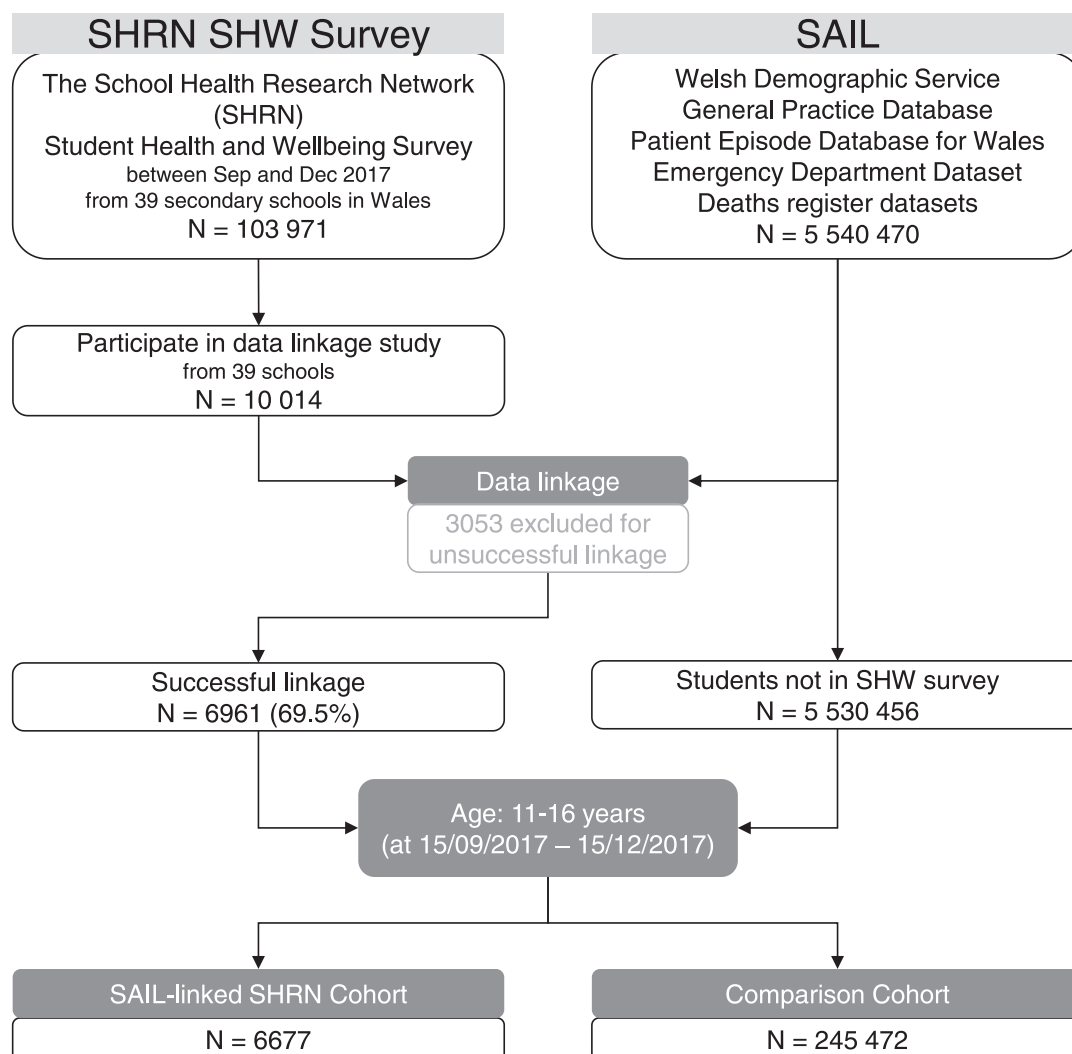 SHRN SHW Survey
The School Health Research Network
(SHRN)
Student Health and Wellbeing Survey
between Sep and Dec 2017
from 39 secondary schools in Wales
N = 103 971
SAIL
Welsh Demographic Service
General Practice Database
Patient Episode Database for Wales
Emergency Department Dataset
Deaths register datasets
N = 5 540 470
Participate in data linkage study
from 39 schools
N = 10 014
Data linkage
3053 excluded for
unsuccessful linkage
Successful linkage
N = 6961 (69.5%)
Students not in SHW survey
N = 5 530 456
Age: 11-16 years
(at 15/09/2017 – 15/12/2017)
SAIL-linked SHRN Cohort
N = 6677
Comparison Cohort
N = 245 472